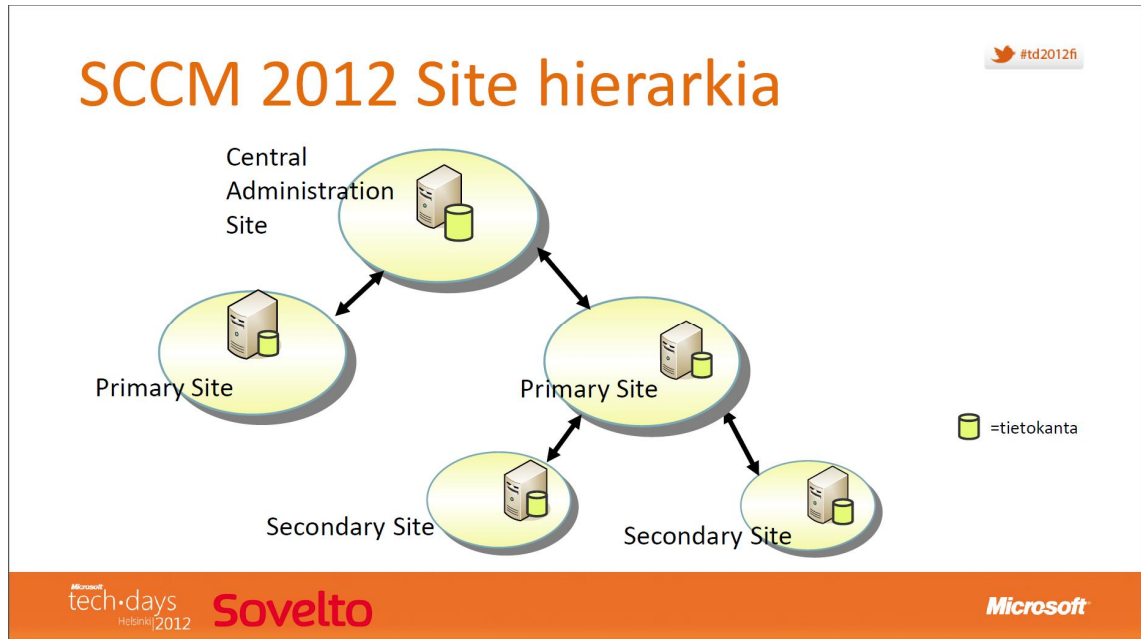 SCCM 2012 Site hierarkia
#td2012fi
Central
Administration
Site
Primary Site
Primary Site
=tietokanta
Secondary Site
Secondary Site
Microsoft
tech·days
Helsinki|2012
Sovelto
Microsoft